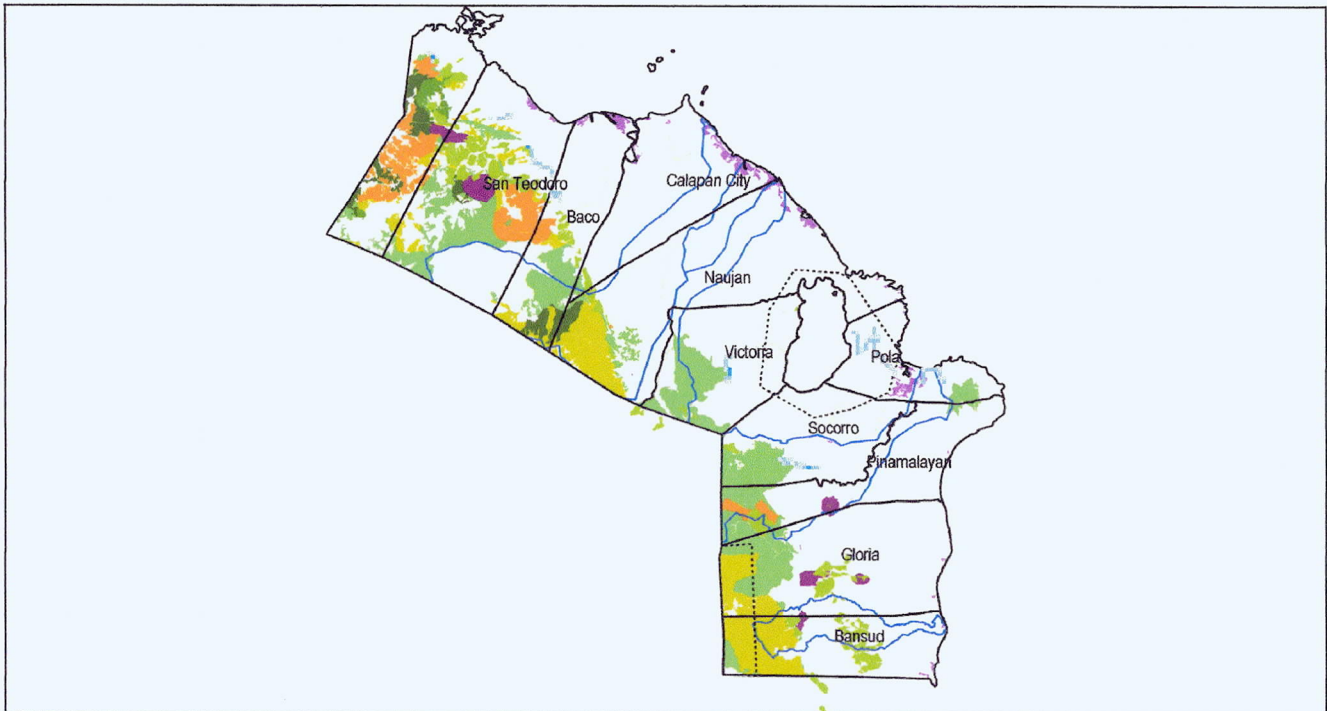 San Teodoro
Calapan City
Baco
Naujan
Victoria
Pola
Socorro
Pinamalayan
Gloria
Bansud